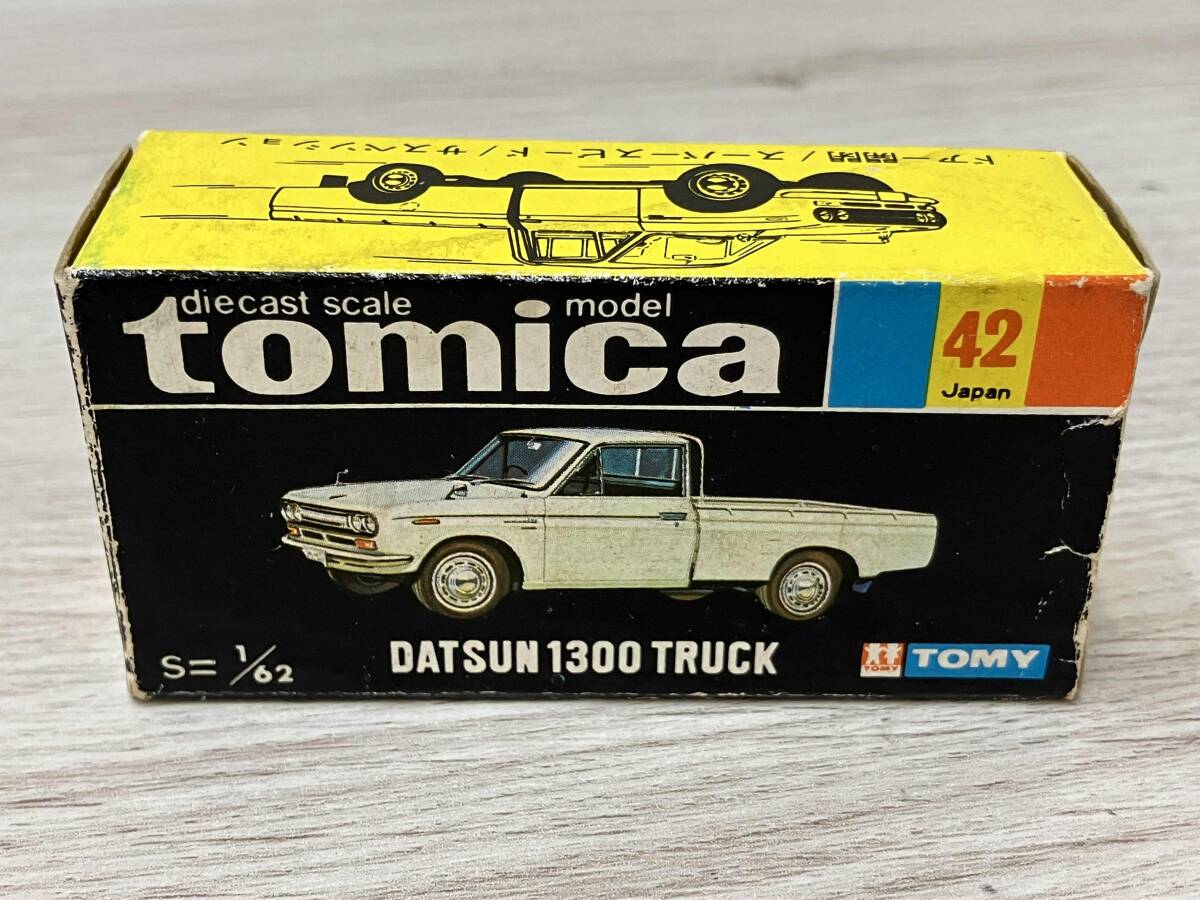 ドアー開閉/スーパースピード/サスペンション
diecast scale model
tomica
42
Japan
S= 1/62
DATSUN 1300 TRUCK
TOMY
TOMY